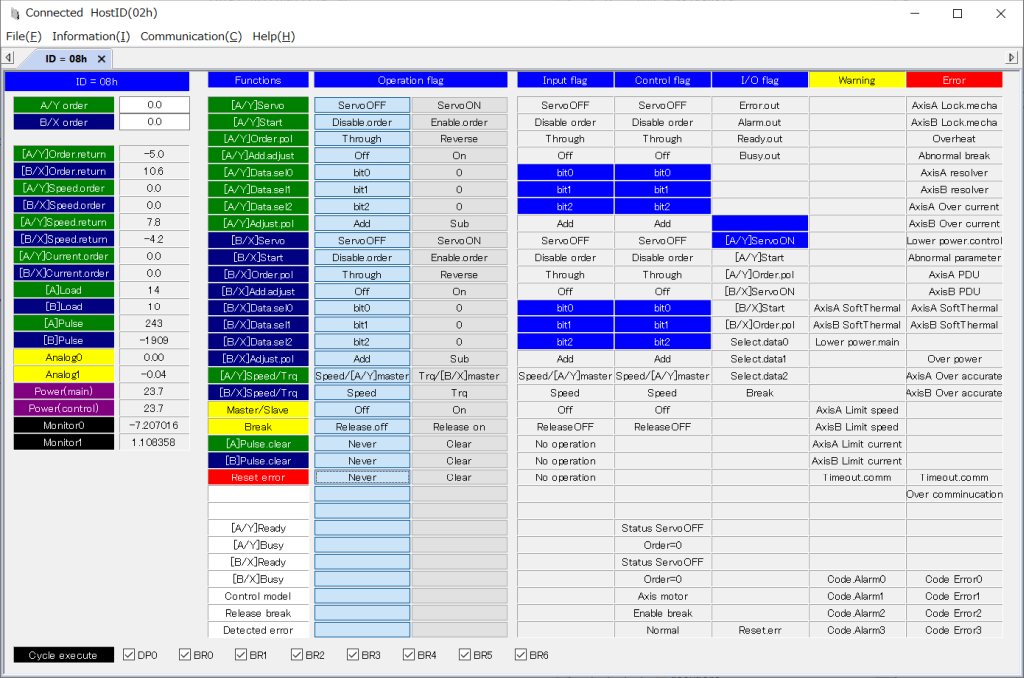 Connected HostID(02h)
File(F) Information(I) Communication(C) Help(H)
ID = 08h
ID = 08h Functions Operation flag Input flag Control flag I/O flag Warning Error
A/Y order 0.0 [A/Y]Servo ServoOFF ServoON ServoOFF ServoOFF Error.out AxisA Lock.mecha
B/X order 0.0 [A/Y]Start Disable.order Enable.order Disable order Disable order Alarm.out AxisB Lock.mecha
[A/Y]Order.pol Through Reverse Through Through Ready.out Overheat
[A/Y]Order.return -5.0 [A/Y]Add.adjust Off On Off Off Busy.out Abnormal break
[B/X]Order.return 10.6 [A/Y]Data.sel0 bit0 0 bit0 bit0 AxisA resolver
[A/Y]Speed.order 0.0 [A/Y]Data.sel1 bit1 0 bit1 bit1 AxisB resolver
[B/X]Speed.order 0.0 [A/Y]Data.sel2 bit2 0 bit2 bit2 AxisA Over current
[A/Y]Speed.return 7.8 [A/Y]Adjust.pol Add Sub Add Add AxisB Over current
[B/X]Speed.return -4.2 [B/X]Servo ServoOFF ServoON ServoOFF ServoOFF [A/Y]ServoON Lower power.control
[A/Y]Current.order 0.0 [B/X]Start Disable.order Enable.order Disable order Disable order [A/Y]Start Abnormal parameter
[B/X]Current.order 0.0 [B/X]Order.pol Through Reverse Through Through [A/Y]Order.pol AxisA PDU
[A]Load 14 [B/X]Add.adjust Off On Off Off [B/X]ServoON AxisB PDU
[B]Load 10 [B/X]Data.sel0 bit0 0 bit0 bit0 [B/X]Start AxisA SoftThermal AxisA SoftThermal
[A]Pulse 243 [B/X]Data.sel1 bit1 0 bit1 bit1 [B/X]Order.pol AxisB SoftThermal AxisB SoftThermal
[B]Pulse -1909 [B/X]Data.sel2 bit2 0 bit2 bit2 Select.data0 Lower power.main
Analog0 0.00 [B/X]Adjust.pol Add Sub Add Add Select.data1 Over power
Analog1 -0.04 [A/Y]Speed/Trq Speed/[A/Y]master Trq/[B/X]master Speed/[A/Y]master Speed/[A/Y]master Select.data2 AxisA Over accurate
Power(main) 23.7 [B/X]Speed/Trq Speed Trq Speed Speed Break AxisB Over accurate
Power(control) 23.7 Master/Slave Off On Off Off AxisA Limit speed
Monitor0 -7.207016 Break Release.off Release on ReleaseOFF ReleaseOFF AxisB Limit speed
Monitor1 1.108358 [A]Pulse.clear Never Clear No operation AxisA Limit current
[B]Pulse.clear Never Clear No operation AxisB Limit current
Reset error Never Clear No operation Timeout.comm Timeout.comm
Over comminucation
[A/Y]Ready Status ServoOFF
[A/Y]Busy Order=0
[B/X]Ready Status ServoOFF
[B/X]Busy Order=0 Code.Alarm0 Code Error0
Control model Axis motor Code.Alarm1 Code Error1
Release break Enable break Code.Alarm2 Code Error2
Detected error Normal Reset.err Code.Alarm3 Code Error3
Cycle execute DP0 BR0 BR1 BR2 BR3 BR4 BR5 BR6